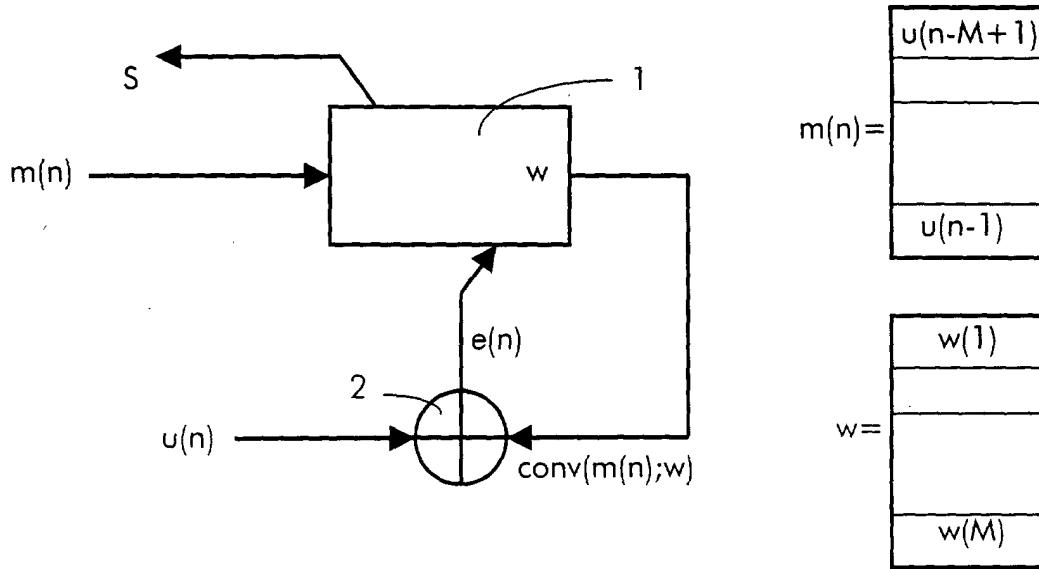 S
1
m(n)
w
e(n)
2
u(n)
conv(m(n);w)
u(n-M+1)
m(n)=
u(n-1)
w(1)
w=
w(M)